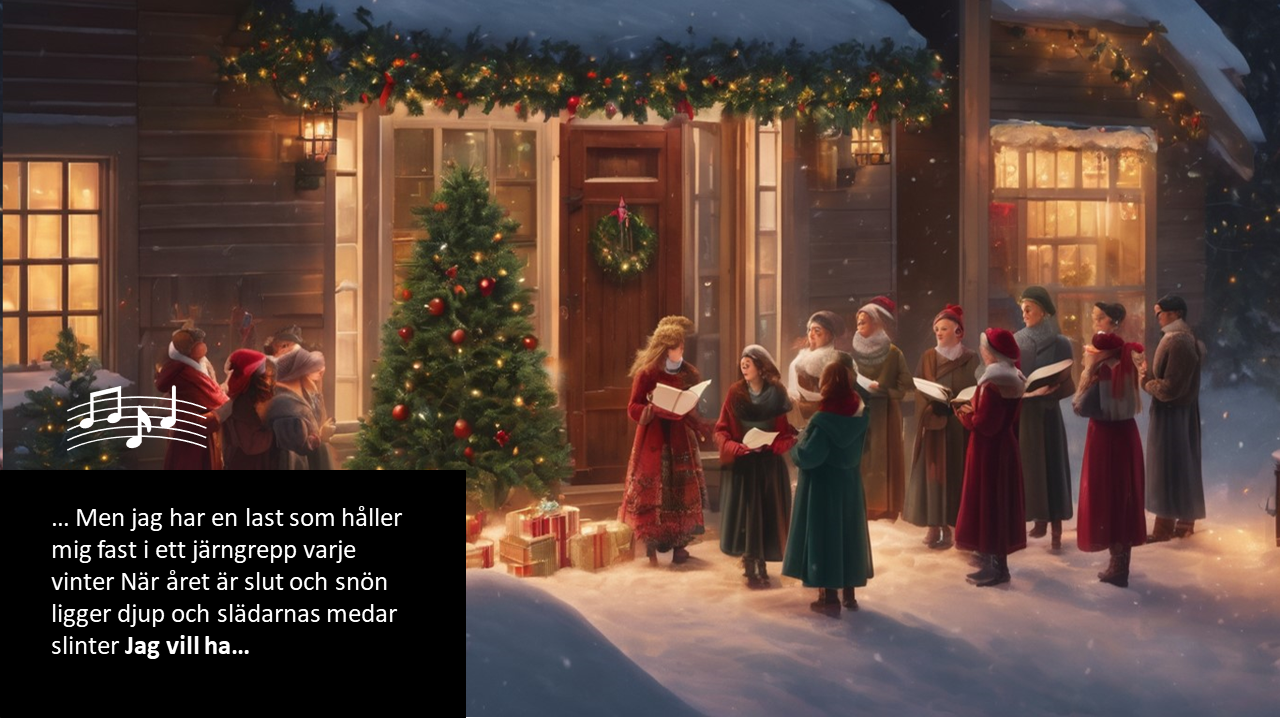 … Men jag har en last som håller
mig fast i ett järngrepp varje
vinter När året är slut och snön
ligger djup och slädarnas medar
slinter Jag vill ha…